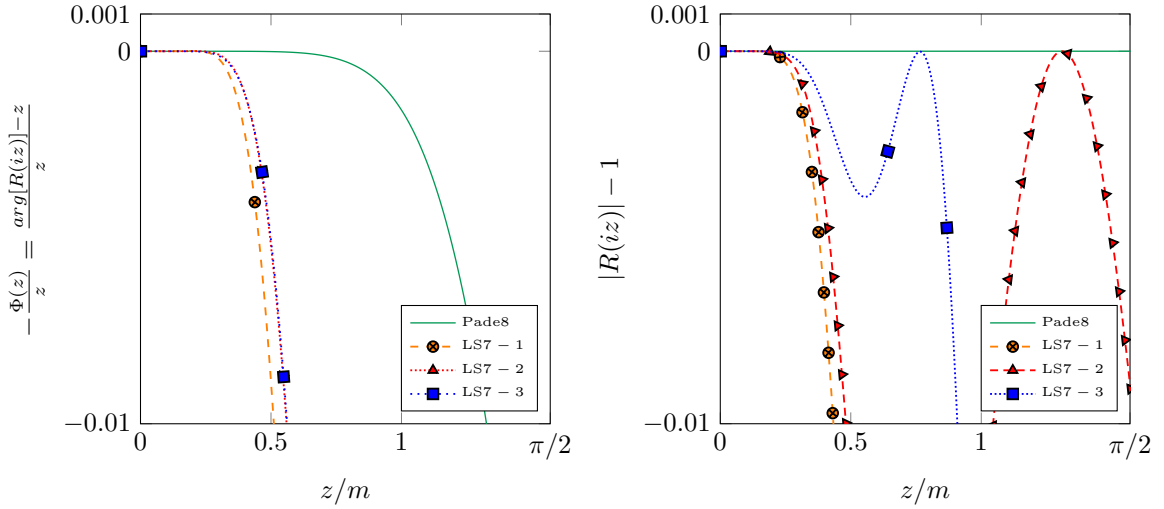 0.001
0
−0.01
0
0.5
1
π/2
z/m
−Φ(z)/z = arg[R(iz)]−z/z
Pade8
LS7 − 1
LS7 − 2
LS7 − 3
0.001
0
−0.01
0
0.5
1
π/2
z/m
|R(iz)| − 1
Pade8
LS7 − 1
LS7 − 2
LS7 − 3